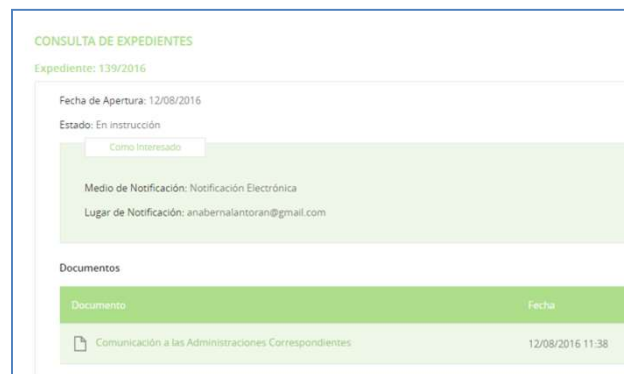 CONSULTA DE EXPEDIENTES
Expediente: 139/2016
Fecha de Apertura: 12/08/2016
Estado: En instrucción
Como Interesado
Medio de Notificación: Notificación Electrónica
Lugar de Notificación: anabernalantoran@gmail.com
Documentos
Documento Fecha
Comunicación a las Administraciones Correspondientes 12/08/2016 11:38